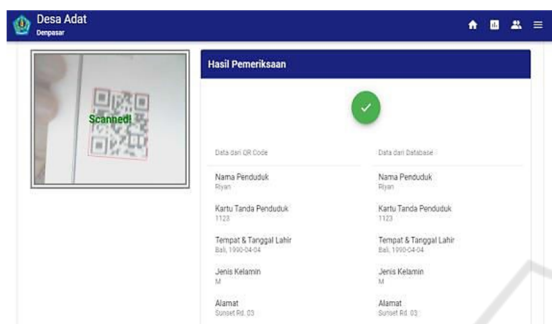 Desa Adat
Denpasar
Scanned!
Hasil Pemeriksaan
Data dari QR Code
Data dari Database
Nama Penduduk
Riyan
Nama Penduduk
Riyan
Kartu Tanda Penduduk
1123
Kartu Tanda Penduduk
1123
Tempat & Tanggal Lahir
Bali, 1990-04-04
Tempat & Tanggal Lahir
Bali, 1990-04-04
Jenis Kelamin
M
Jenis Kelamin
M
Alamat
Sunset Rd. 03
Alamat
Sunset Rd. 03